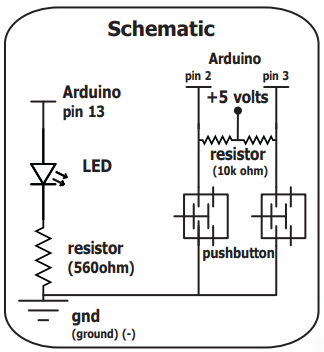 Schematic
Arduino
pin 13
LED
resistor
(560ohm)
gnd
(ground) (-)
Arduino
pin 2
pin 3
+5 volts
resistor
(10k ohm)
pushbutton